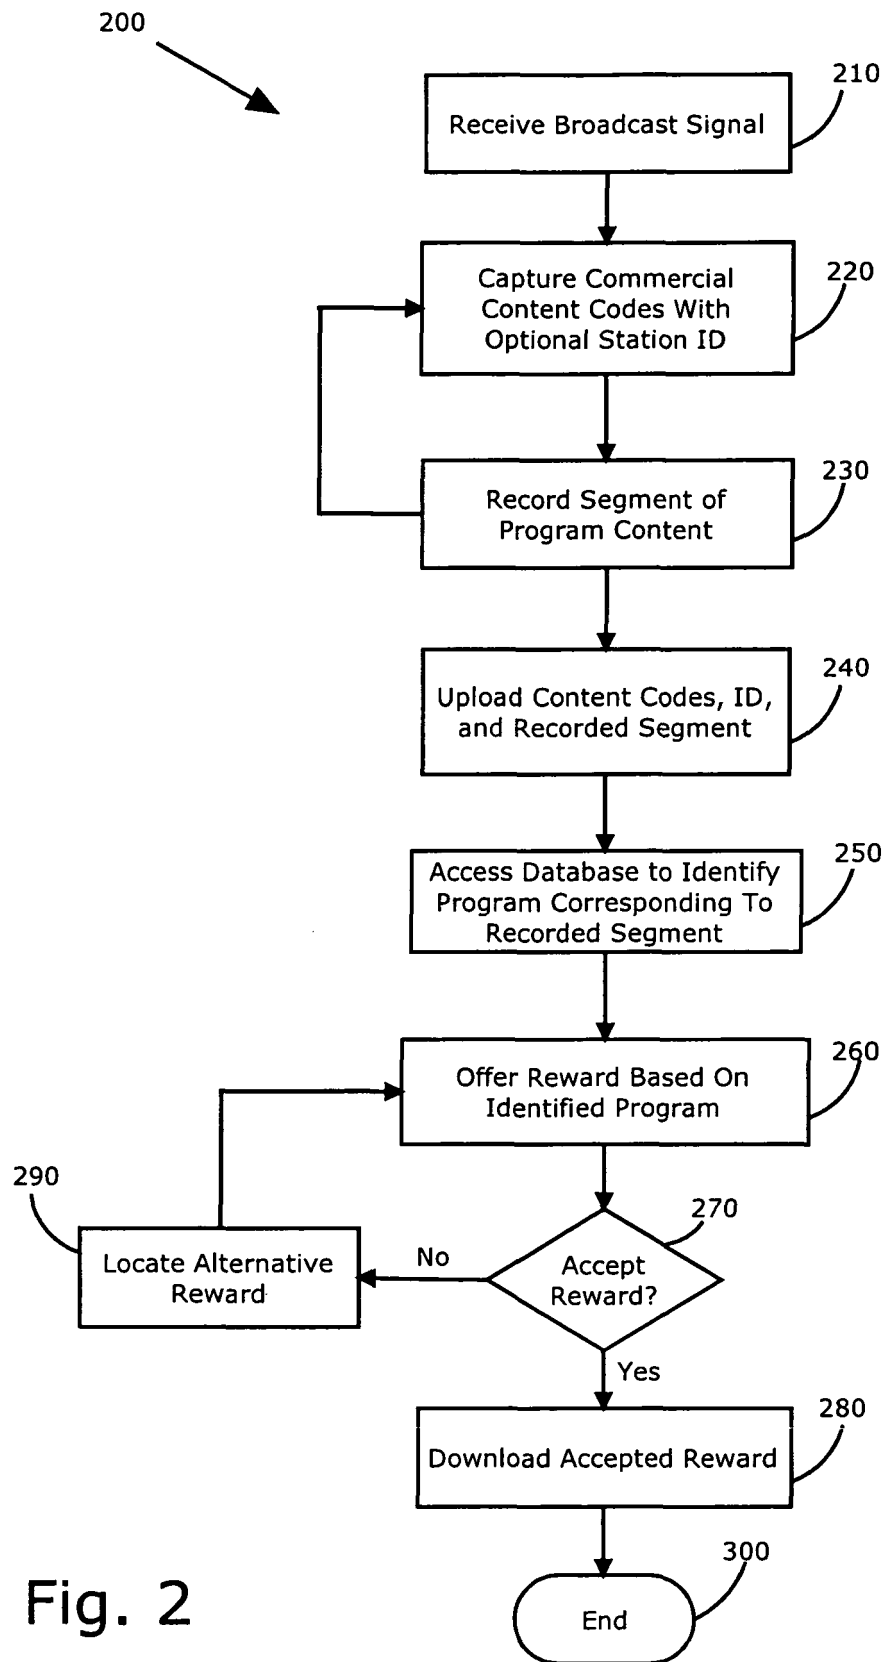 200
210
Receive Broadcast Signal
220
Capture Commercial
Content Codes With
Optional Station ID
230
Record Segment of
Program Content
240
Upload Content Codes, ID,
and Recorded Segment
250
Access Database to Identify
Program Corresponding To
Recorded Segment
260
Offer Reward Based On
Identified Program
290
270
Locate Alternative
Reward
No
Accept
Reward?
Yes
280
Download Accepted Reward
300
End
Fig. 2